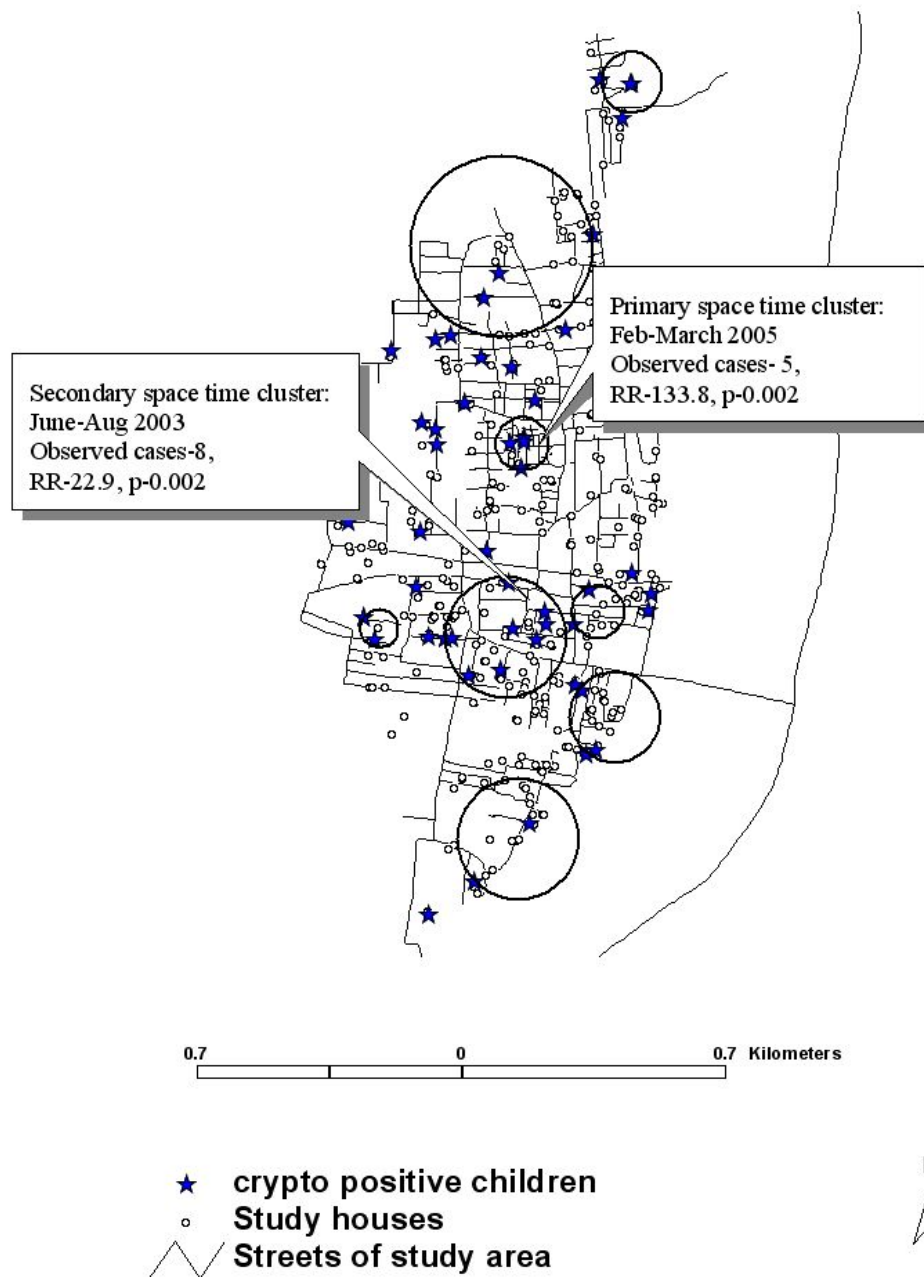 Primary space time cluster:
Feb-March 2005
Observed cases- 5,
RR-133.8, p-0.002
Secondary space time cluster:
June-Aug 2003
Observed cases-8,
RR-22.9, p-0.002
0.7 0 0.7 Kilometers
crypto positive children
Study houses
Streets of study area